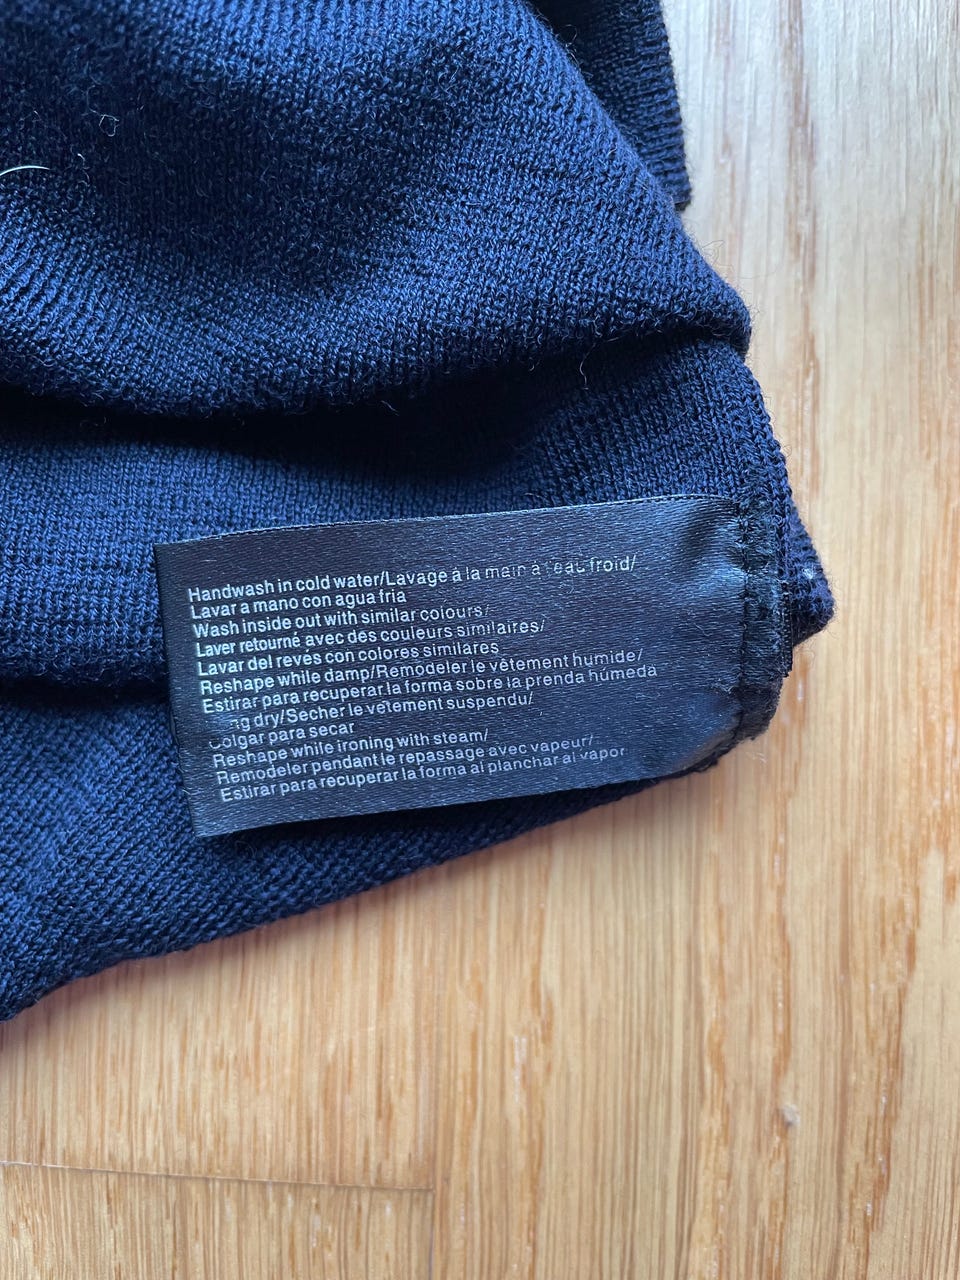 Handwash in cold water/Lavage à la main à l'eau froid/
Lavar a mano con agua fria
Wash inside out with similar colours/
Laver retourné avec des couleurs similaires/
Lavar del revés con colores similares
Reshape while damp/Remodeler le vêtement humide/
Estirar para recuperar la forma sobre la prenda húmeda
dry/Secher le vêtement suspendu/
Colgar para secar
Reshape while ironing with steam/
Remodeler pendant le repassage avec vapeur/
Estirar para recuperar la forma al planchar al vapor